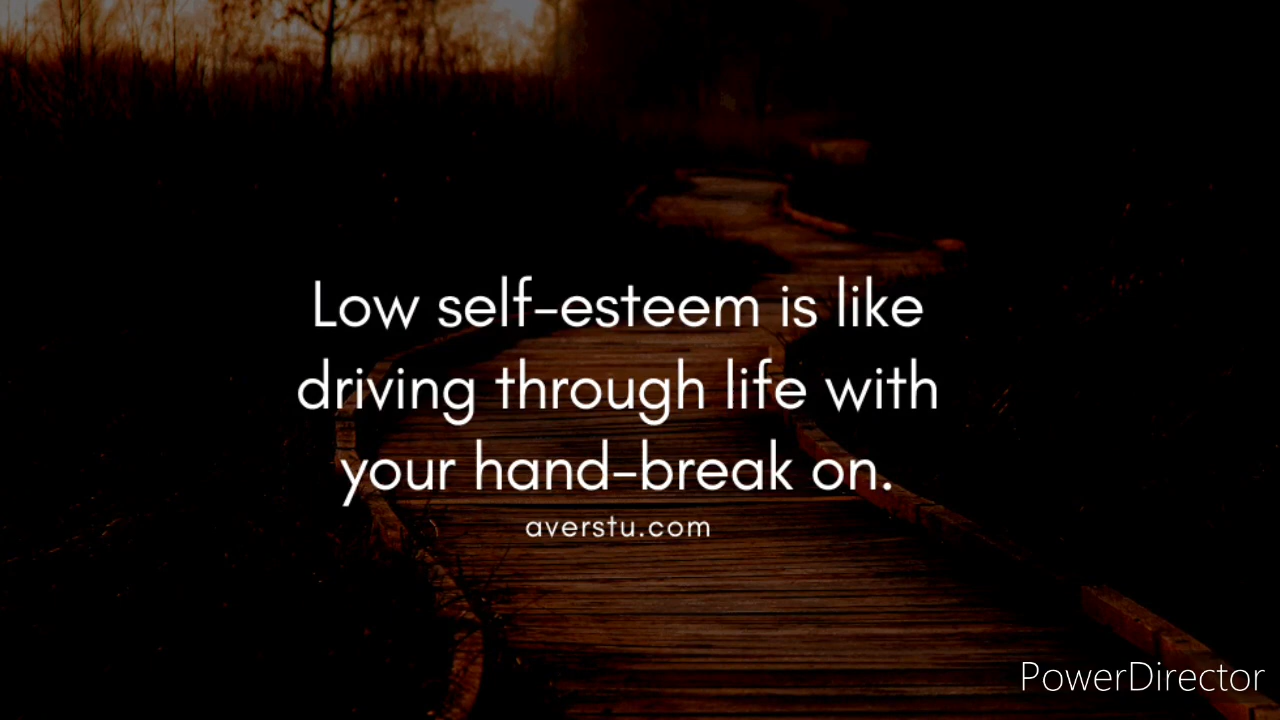 Low self-esteem is like
driving through life with
your hand-break on.
averstu.com
PowerDirector